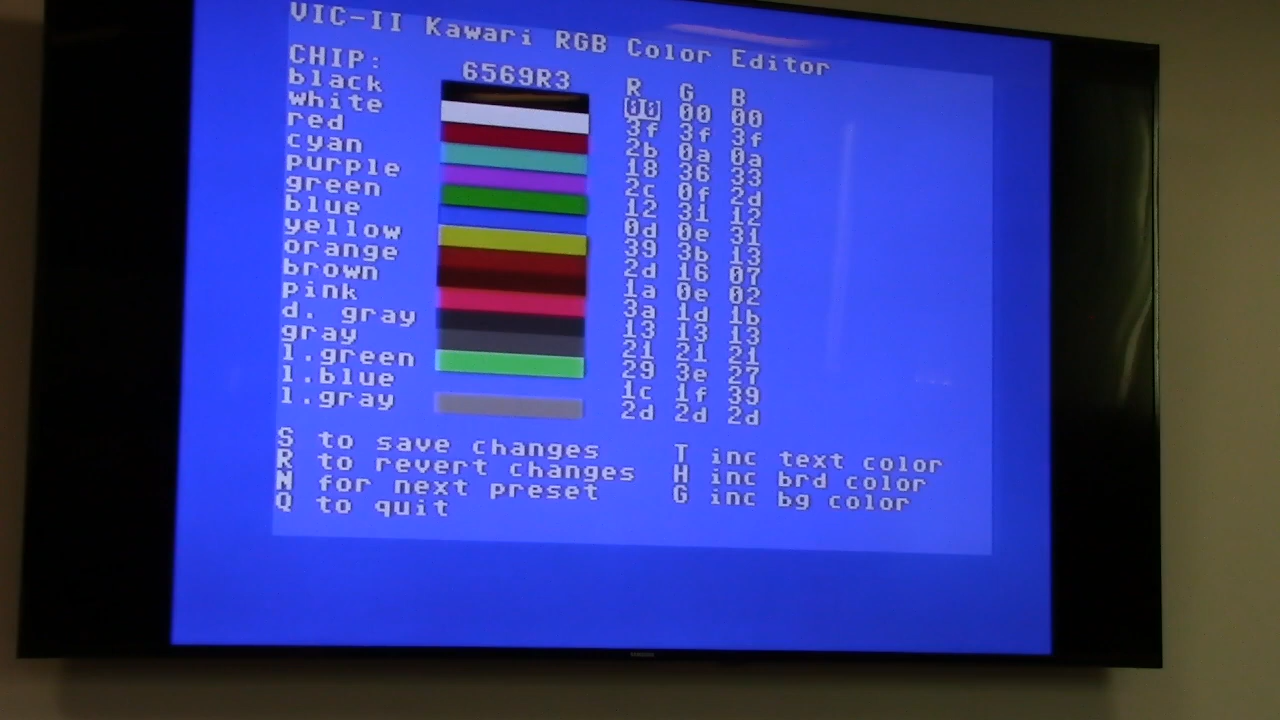 VIC-II Kawari RGB Color Editor
CHIP: 6569R3 R G B
black 00 00 00
white 3f 3f 3f
red 2b 0a 0a
cyan 18 36 33
purple 2c 0f 2d
green 12 31 12
blue 0d 0e 31
yellow 39 3b 13
orange 2d 16 07
brown 1a 0e 02
pink 3a 1d 1b
d. gray 13 13 13
gray 21 21 21
l.green 29 3e 27
l.blue 1c 1f 39
l.gray 2d 2d 2d
S to save changes T inc text color
R to revert changes H inc brd color
N for next preset G inc bg color
Q to quit